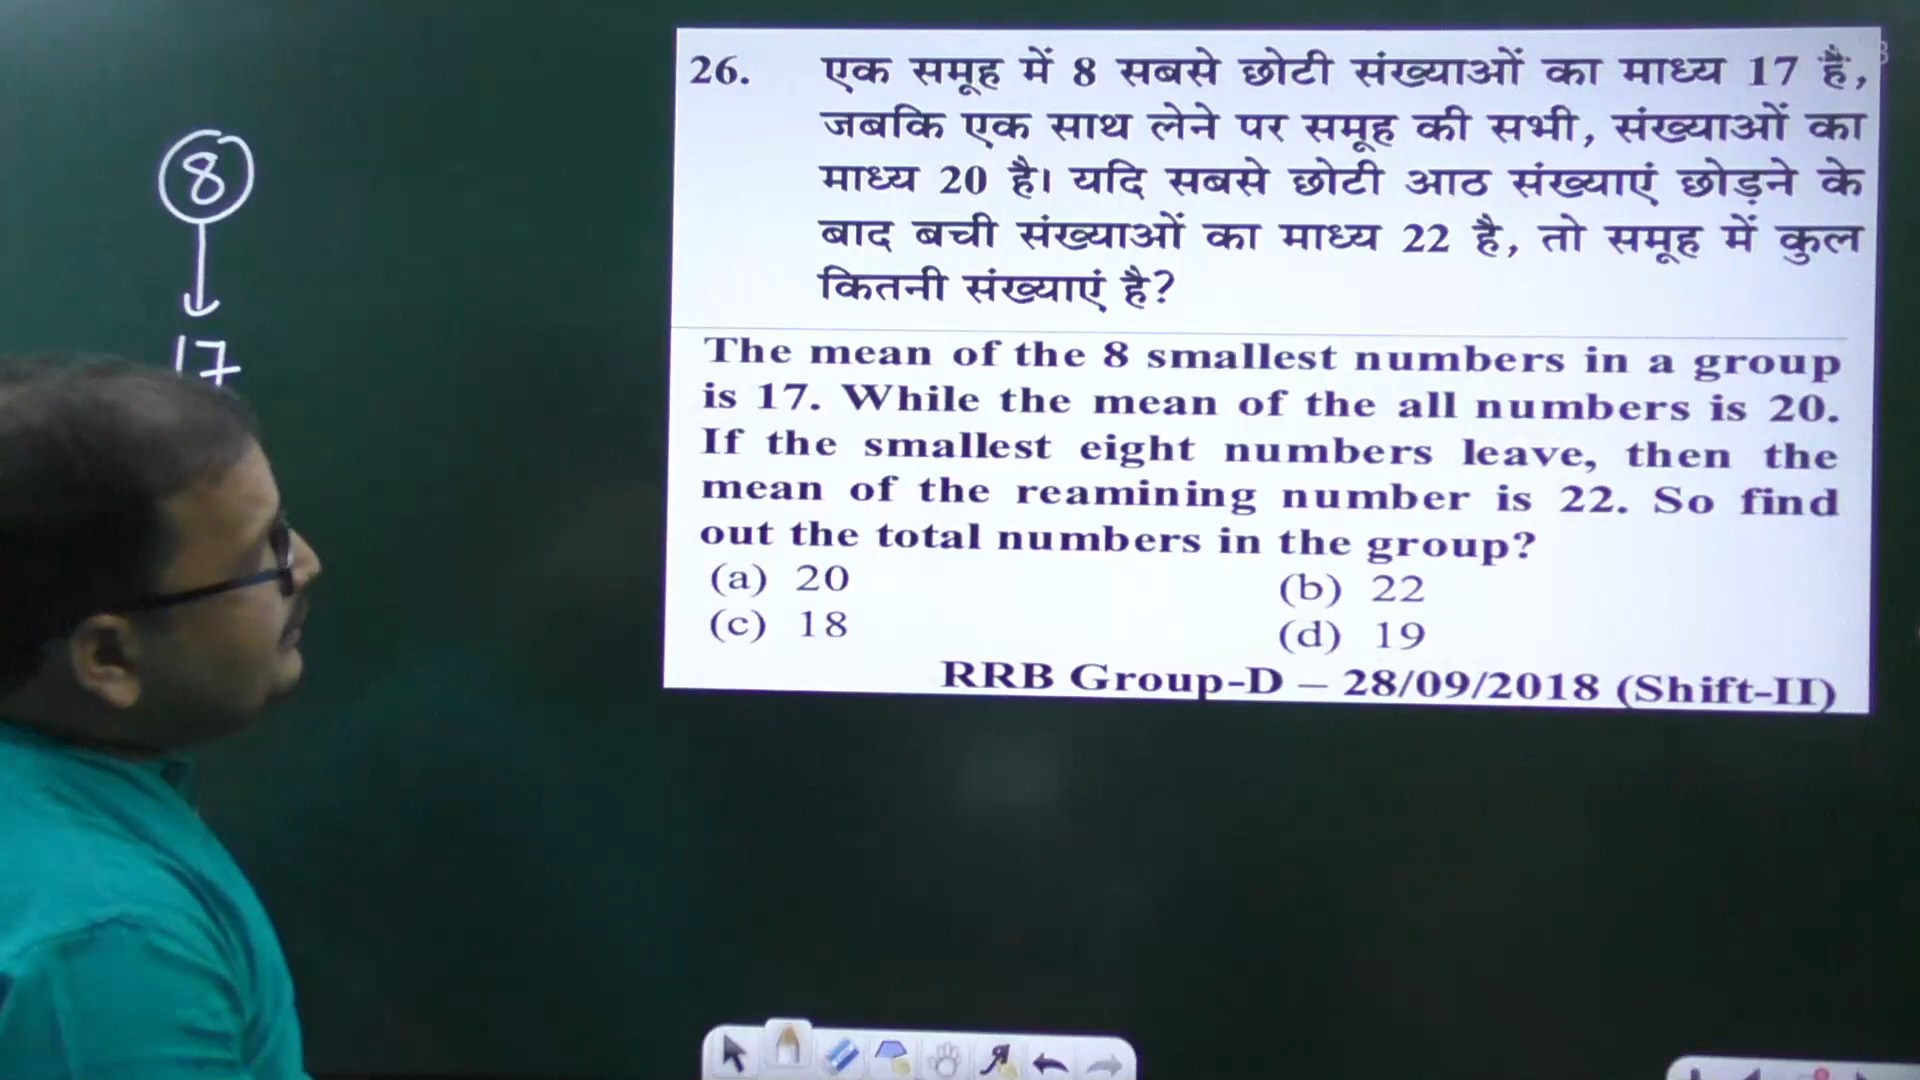 8
17
26. एक समूह में 8 सबसे छोटी संख्याओं का माध्य 17 है,
जबकि एक साथ लेने पर समूह की सभी, संख्याओं का
माध्य 20 है। यदि सबसे छोटी आठ संख्याएं छोड़ने के
बाद बची संख्याओं का माध्य 22 है, तो समूह में कुल
कितनी संख्याएं है?
The mean of the 8 smallest numbers in a group
is 17. While the mean of the all numbers is 20.
If the smallest eight numbers leave, then the
mean of the reamining number is 22. So find
out the total numbers in the group?
(a) 20 (b) 22
(c) 18 (d) 19
RRB Group-D – 28/09/2018 (Shift-II)